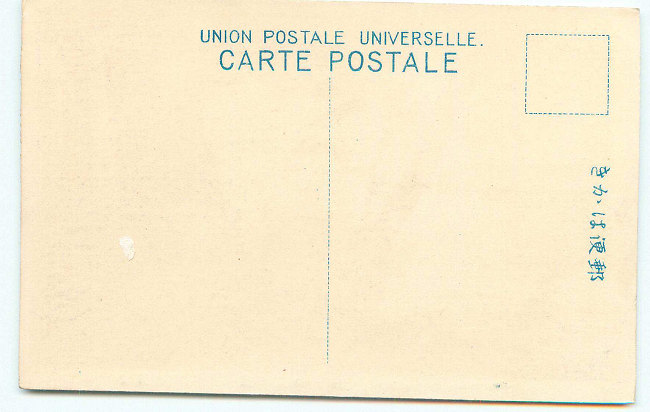 UNION POSTALE UNIVERSELLE.
CARTE POSTALE
郵便はがき